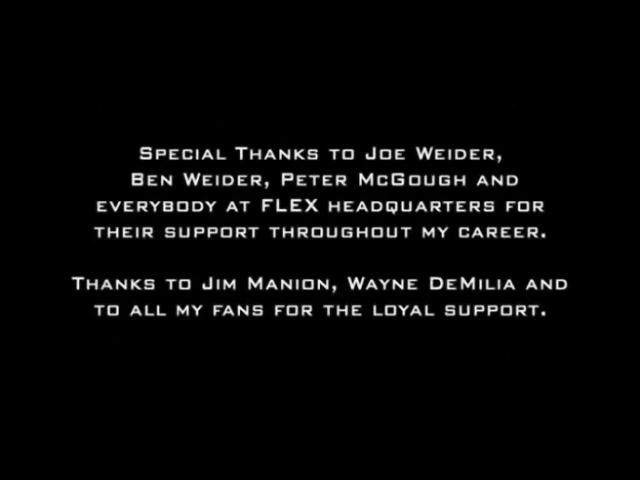 Special Thanks to Joe Weider,
Ben Weider, Peter McGough and
everybody at FLEX headquarters for
their support throughout my career.
Thanks to Jim Manion, Wayne DeMilia and
to all my fans for the loyal support.